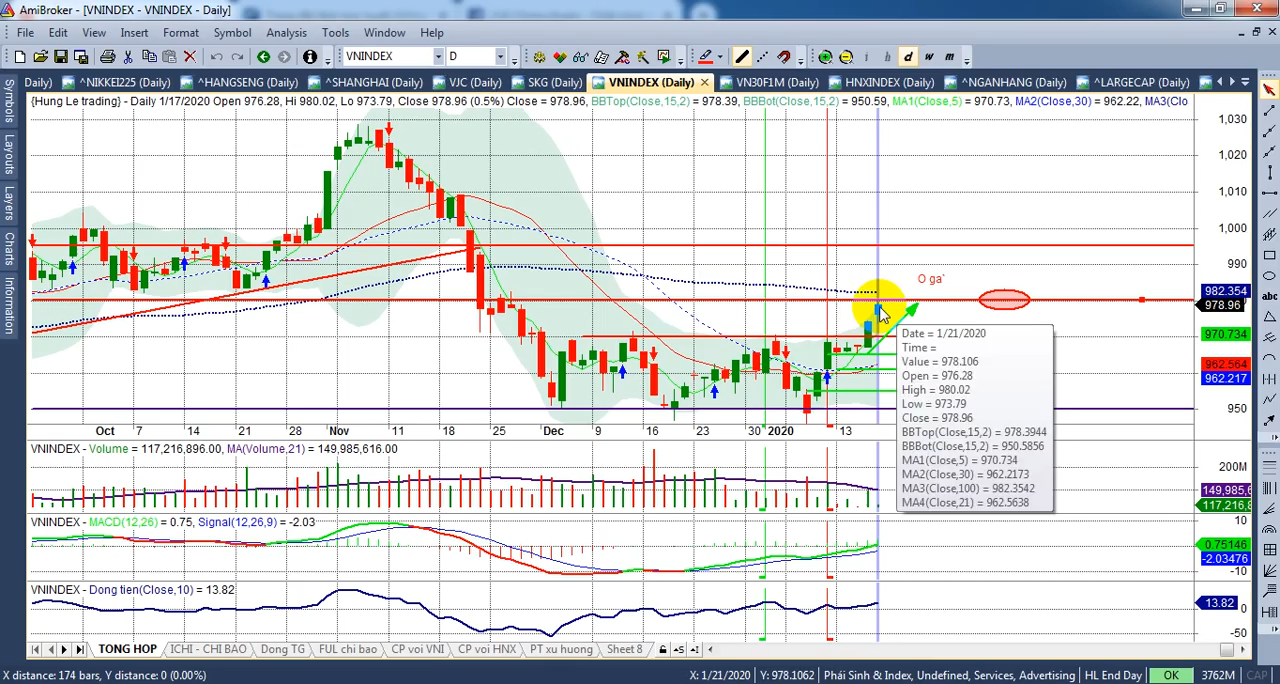 AmiBroker - [VNINDEX - VNINDEX - Daily]
File Edit View Insert Format Symbol Analysis Tools Window Help
VNINDEX D i h d w m
Daily) ^NIKKEI225 (Daily) ^HANGSENG (Daily) ^SHANGHAI (Daily) VJC (Daily) SKG (Daily) VNINDEX (Daily) VN30F1M (Daily) HNXINDEX (Daily) ^NGANHANG (Daily) ^LARGECAP (Daily)
Symbols
Layouts
Layers
Charts
Information
{Hung Le trading} - Daily 1/17/2020 Open 976.28, Hi 980.02, Lo 973.79, Close 978.96 (0.5%) Close = 978.96, BBTop(Close,15,2) = 978.39, BBBot(Close,15,2) = 950.59, MA1(Close,5) = 970.73, MA2(Close,30) = 962.22, MA3(Clo
1,030
1,020
1,010
1,000
990
982.354
978.96
970.734
962.564
962.217
950
O ga`
Date = 1/21/2020
Time =
Value = 978.106
Open = 976.28
High = 980.02
Low = 973.79
Close = 978.96
BBTop(Close,15,2) = 978.3944
BBBot(Close,15,2) = 950.5856
MA1(Close,5) = 970.734
MA2(Close,30) = 962.2173
MA3(Close,100) = 982.3542
MA4(Close,21) = 962.5638
Oct 7 14 21 28 Nov 11 18 25 Dec 9 16 23 30 2020 13
VNINDEX - Volume = 117,216,896.00, MA(Volume,21) = 149,985,616.00
200M
149,985,6
117,216,8
VNINDEX - MACD(12,26) = 0.75, Signal(12,26,9) = -2.03
10
0.75146
-2.03476
-10
VNINDEX - Dong tien(Close,10) = 13.82
13.82
0
-50
TONG HOP ICHI - CHI BAO Dong TG FUL chi bao CP voi VNI CP voi HNX PT xu huong Sheet 8
X distance: 174 bars, Y distance: 0 (0.00%) X: 1/21/2020 Y: 978.1062 Phái Sinh & Index, Undefined, Services, Advertising HL End Day OK 3762M CAP